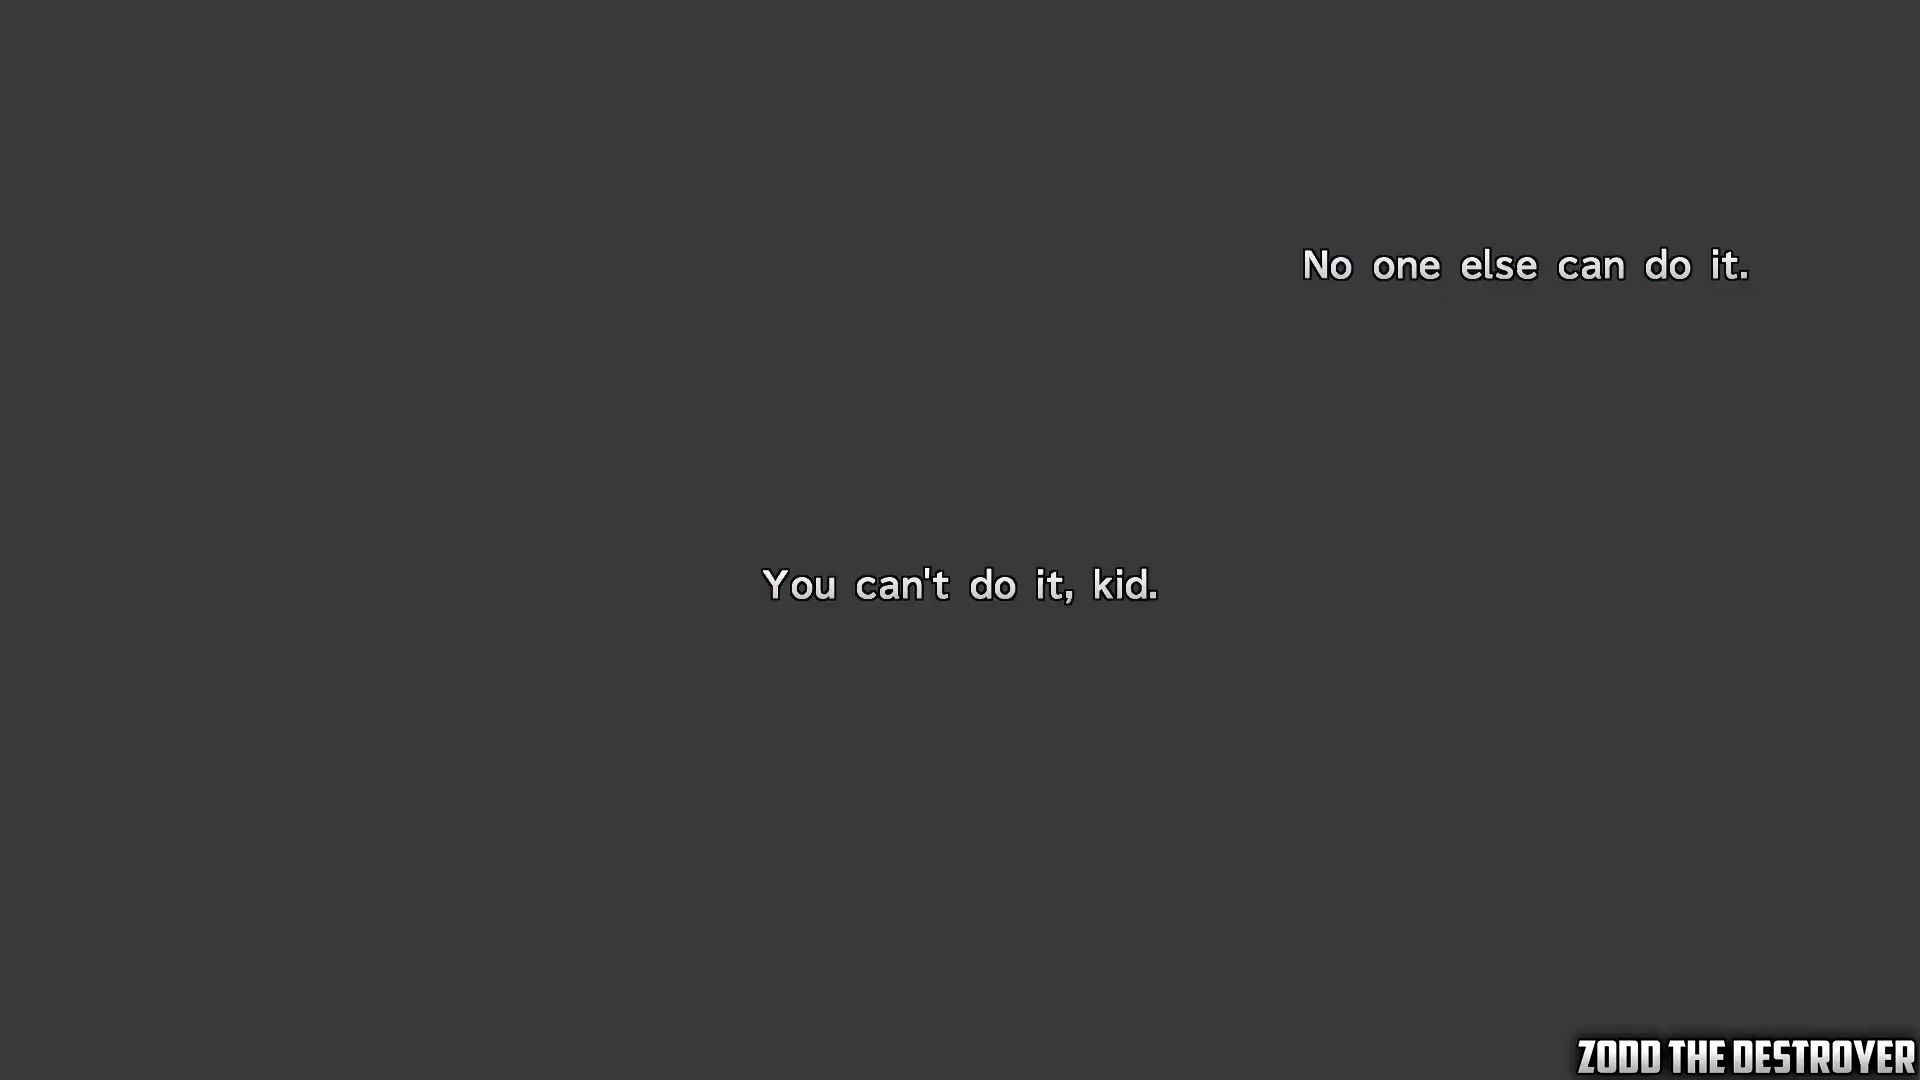 No one else can do it.
You can't do it, kid.
ZODD THE DESTROYER